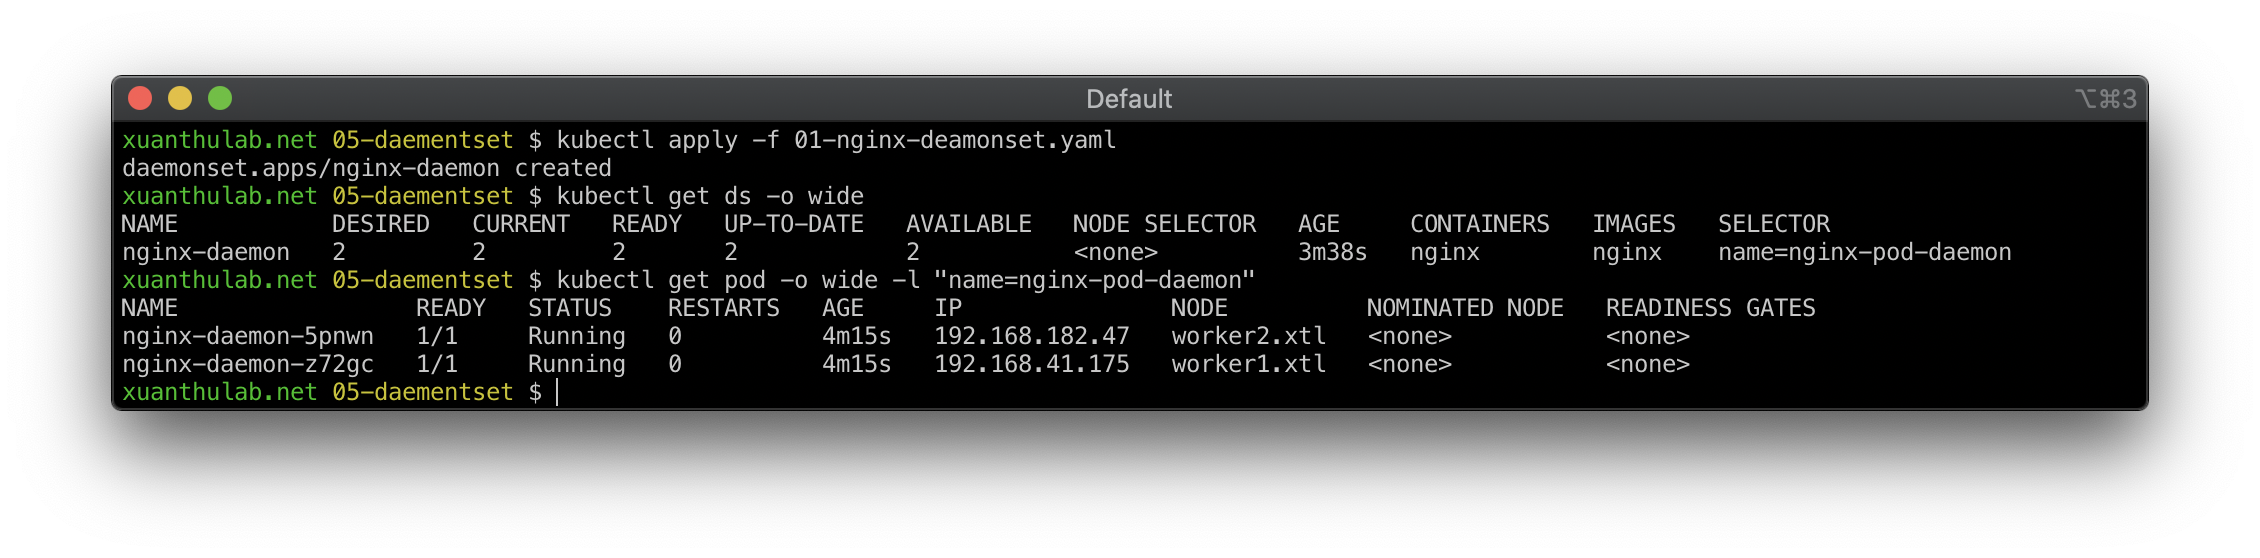 Default ⌥⌘3
xuanthulab.net 05-daementset $ kubectl apply -f 01-nginx-deamonset.yaml
daemonset.apps/nginx-daemon created
xuanthulab.net 05-daementset $ kubectl get ds -o wide
NAME           DESIRED   CURRENT   READY   UP-TO-DATE   AVAILABLE   NODE SELECTOR   AGE     CONTAINERS   IMAGES   SELECTOR
nginx-daemon   2         2         2       2            2           <none>          3m38s   nginx        nginx    name=nginx-pod-daemon
xuanthulab.net 05-daementset $ kubectl get pod -o wide -l "name=nginx-pod-daemon"
NAME                 READY   STATUS    RESTARTS   AGE     IP               NODE          NOMINATED NODE   READINESS GATES
nginx-daemon-5pnwn   1/1     Running   0          4m15s   192.168.182.47   worker2.xtl   <none>           <none>
nginx-daemon-z72gc   1/1     Running   0          4m15s   192.168.41.175   worker1.xtl   <none>           <none>
xuanthulab.net 05-daementset $